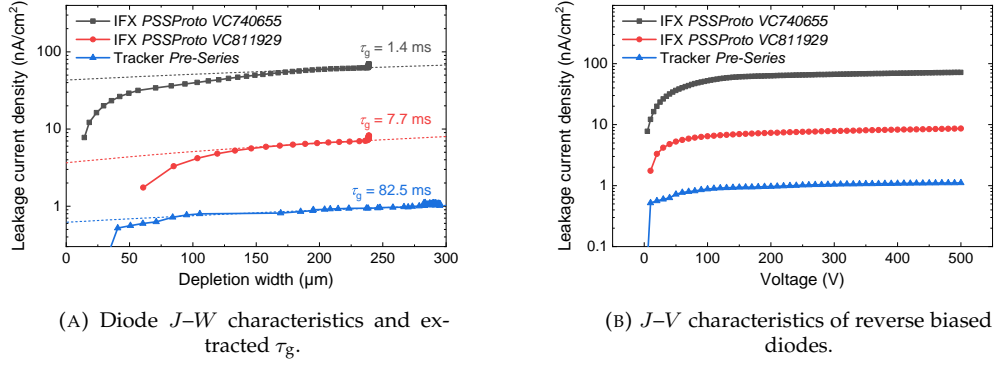 IFX PSSProto VC740655
IFX PSSProto VC811929
Tracker Pre-Series
τg = 1.4 ms
τg = 7.7 ms
τg = 82.5 ms
100
10
1
0 50 100 150 200 250 300
Leakage current density (nA/cm²)
Depletion width (µm)
(A) Diode J–W characteristics and ex-
tracted τg.
IFX PSSProto VC740655
IFX PSSProto VC811929
Tracker Pre-Series
100
10
1
0.1
0 100 200 300 400 500
Leakage current density (nA/cm²)
Voltage (V)
(B) J–V characteristics of reverse biased
diodes.